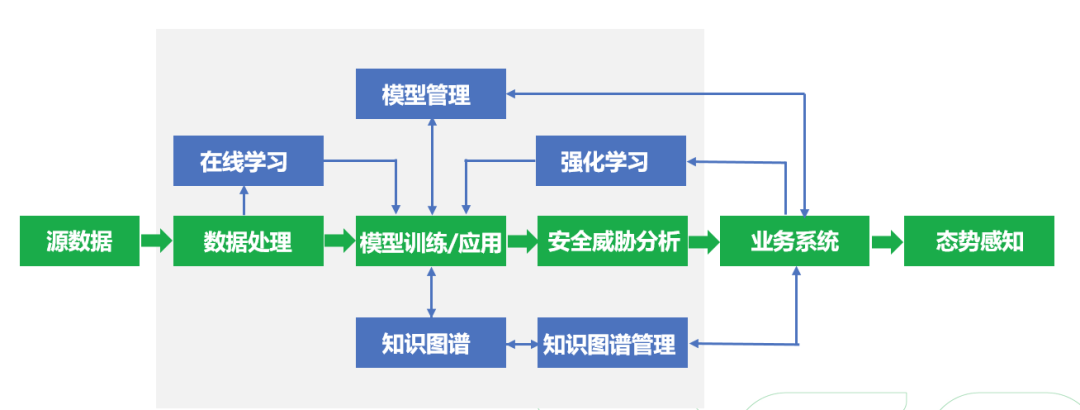 模型管理
在线学习
强化学习
源数据
数据处理
模型训练/应用
安全威胁分析
业务系统
态势感知
知识图谱
知识图谱管理